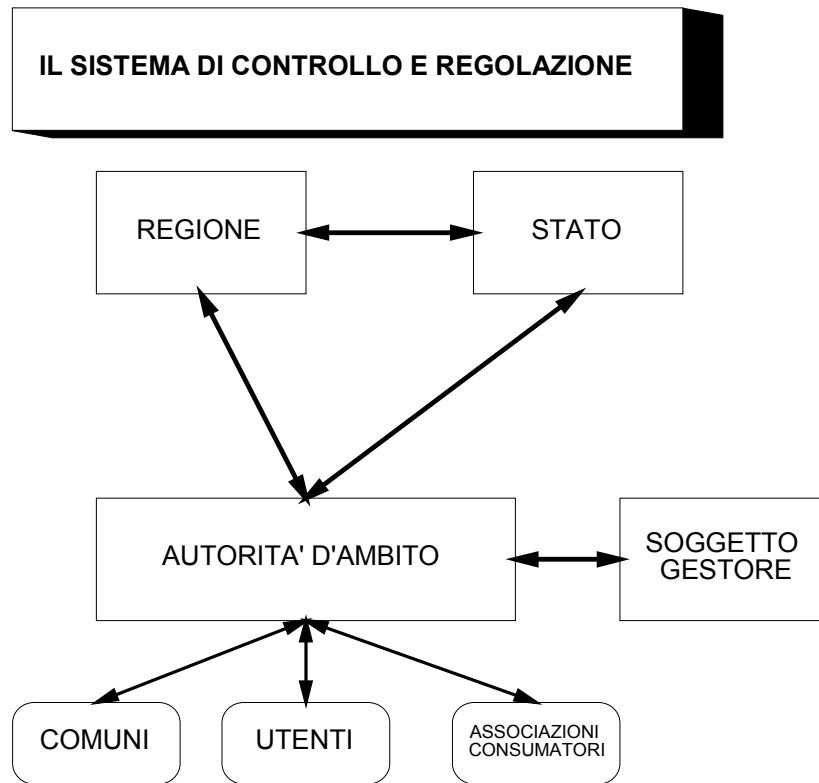 IL SISTEMA DI CONTROLLO E REGOLAZIONE
REGIONE
STATO
AUTORITA' D'AMBITO
SOGGETTO
GESTORE
COMUNI
UTENTI
ASSOCIAZIONI
CONSUMATORI